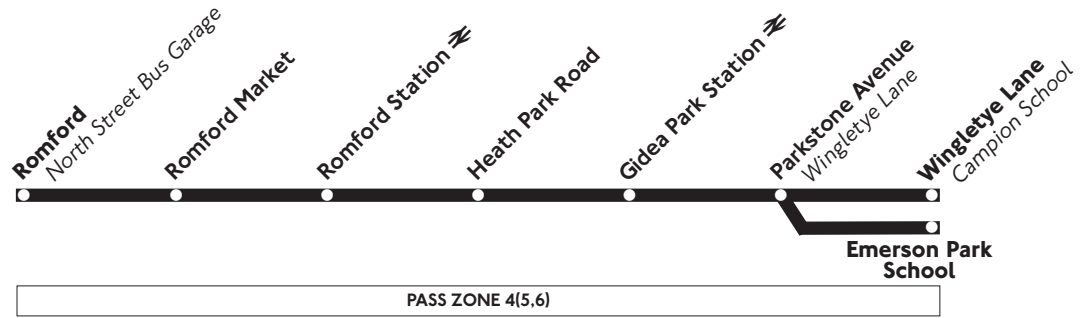 Romford
North Street Bus Garage
Romford Market
Romford Station
Heath Park Road
Gidea Park Station
Parkstone Avenue
Wingletye Lane
Wingletye Lane
Campion School
Emerson Park
School
PASS ZONE 4(5,6)